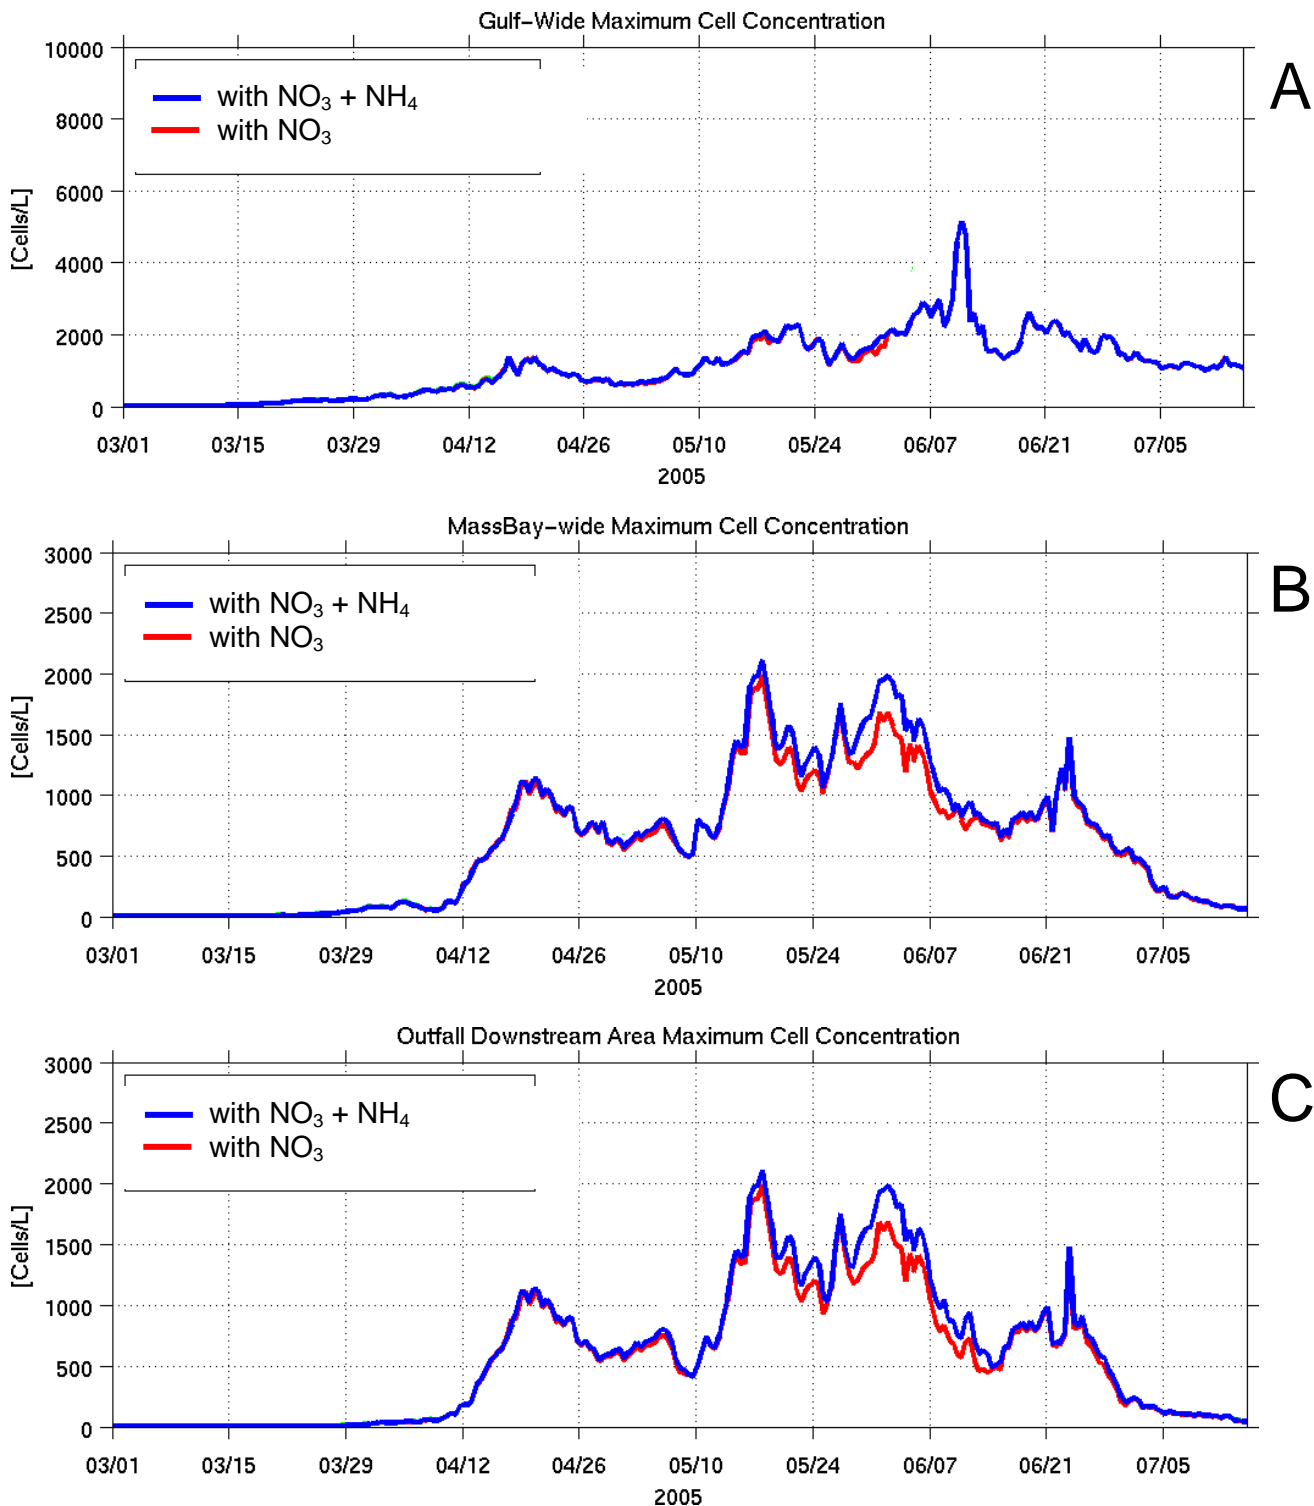 Gulf-Wide Maximum Cell Concentration
A
10000
8000
6000
4000
2000
0
[Cells/L]
with NO₃ + NH₄
with NO₃
03/01 03/15 03/29 04/12 04/26 05/10 05/24 06/07 06/21 07/05
2005
MassBay-wide Maximum Cell Concentration
B
3000
2500
2000
1500
1000
500
0
[Cells/L]
with NO₃ + NH₄
with NO₃
03/01 03/15 03/29 04/12 04/26 05/10 05/24 06/07 06/21 07/05
2005
Outfall Downstream Area Maximum Cell Concentration
C
3000
2500
2000
1500
1000
500
0
[Cells/L]
with NO₃ + NH₄
with NO₃
03/01 03/15 03/29 04/12 04/26 05/10 05/24 06/07 06/21 07/05
2005